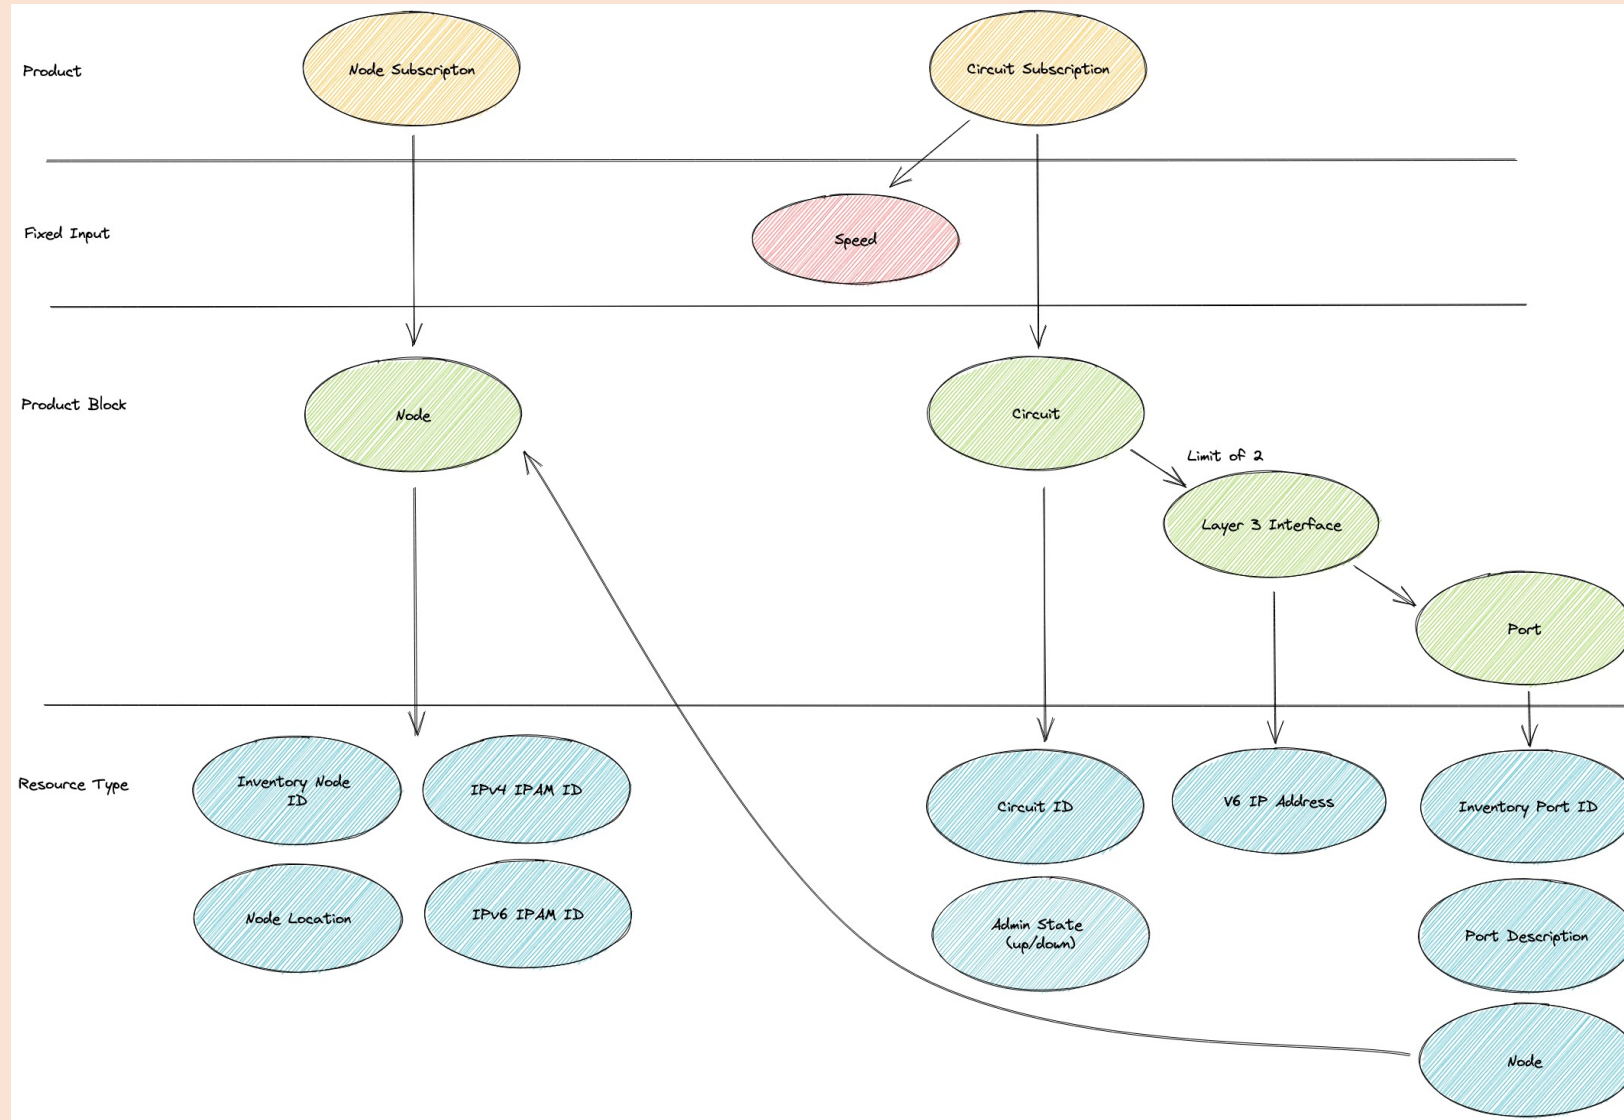 Product
Node Subscripton
Circuit Subscription
Fixed Input
Speed
Product Block
Node
Circuit
Limit of 2
Layer 3 Interface
Port
Resource Type
Inventory Node
ID
IPv4 IPAM ID
Circuit ID
V6 IP Address
Inventory Port ID
Node Location
IPv6 IPAM ID
Admin State
(up/down)
Port Description
Node